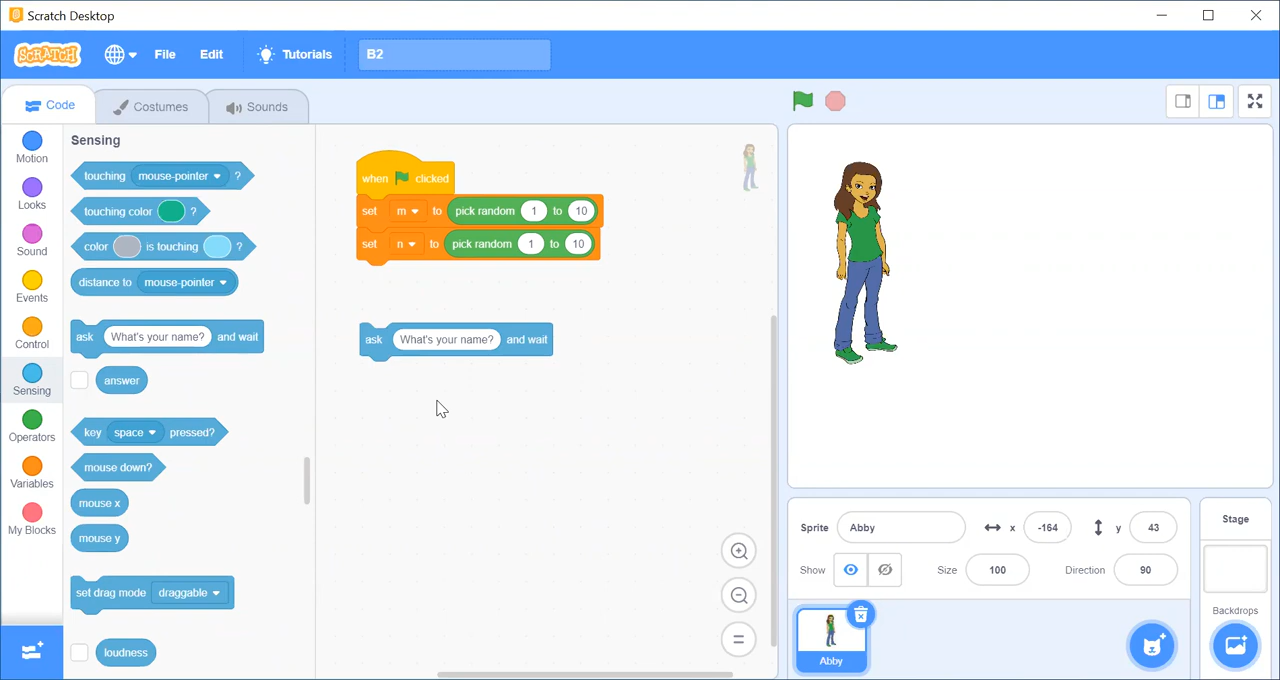 Scratch Desktop
SCRATCH File Edit Tutorials B2
Code Costumes Sounds
Motion
Looks
Sound
Events
Control
Sensing
Operators
Variables
My Blocks
Sensing
touching mouse-pointer ?
touching color ?
color is touching ?
distance to mouse-pointer
ask What's your name? and wait
answer
key space pressed?
mouse down?
mouse x
mouse y
set drag mode draggable
loudness
when clicked
set m to pick random 1 to 10
set n to pick random 1 to 10
ask What's your name? and wait
Sprite Abby x -164 y 43
Show Size 100 Direction 90
Abby
Stage
Backdrops